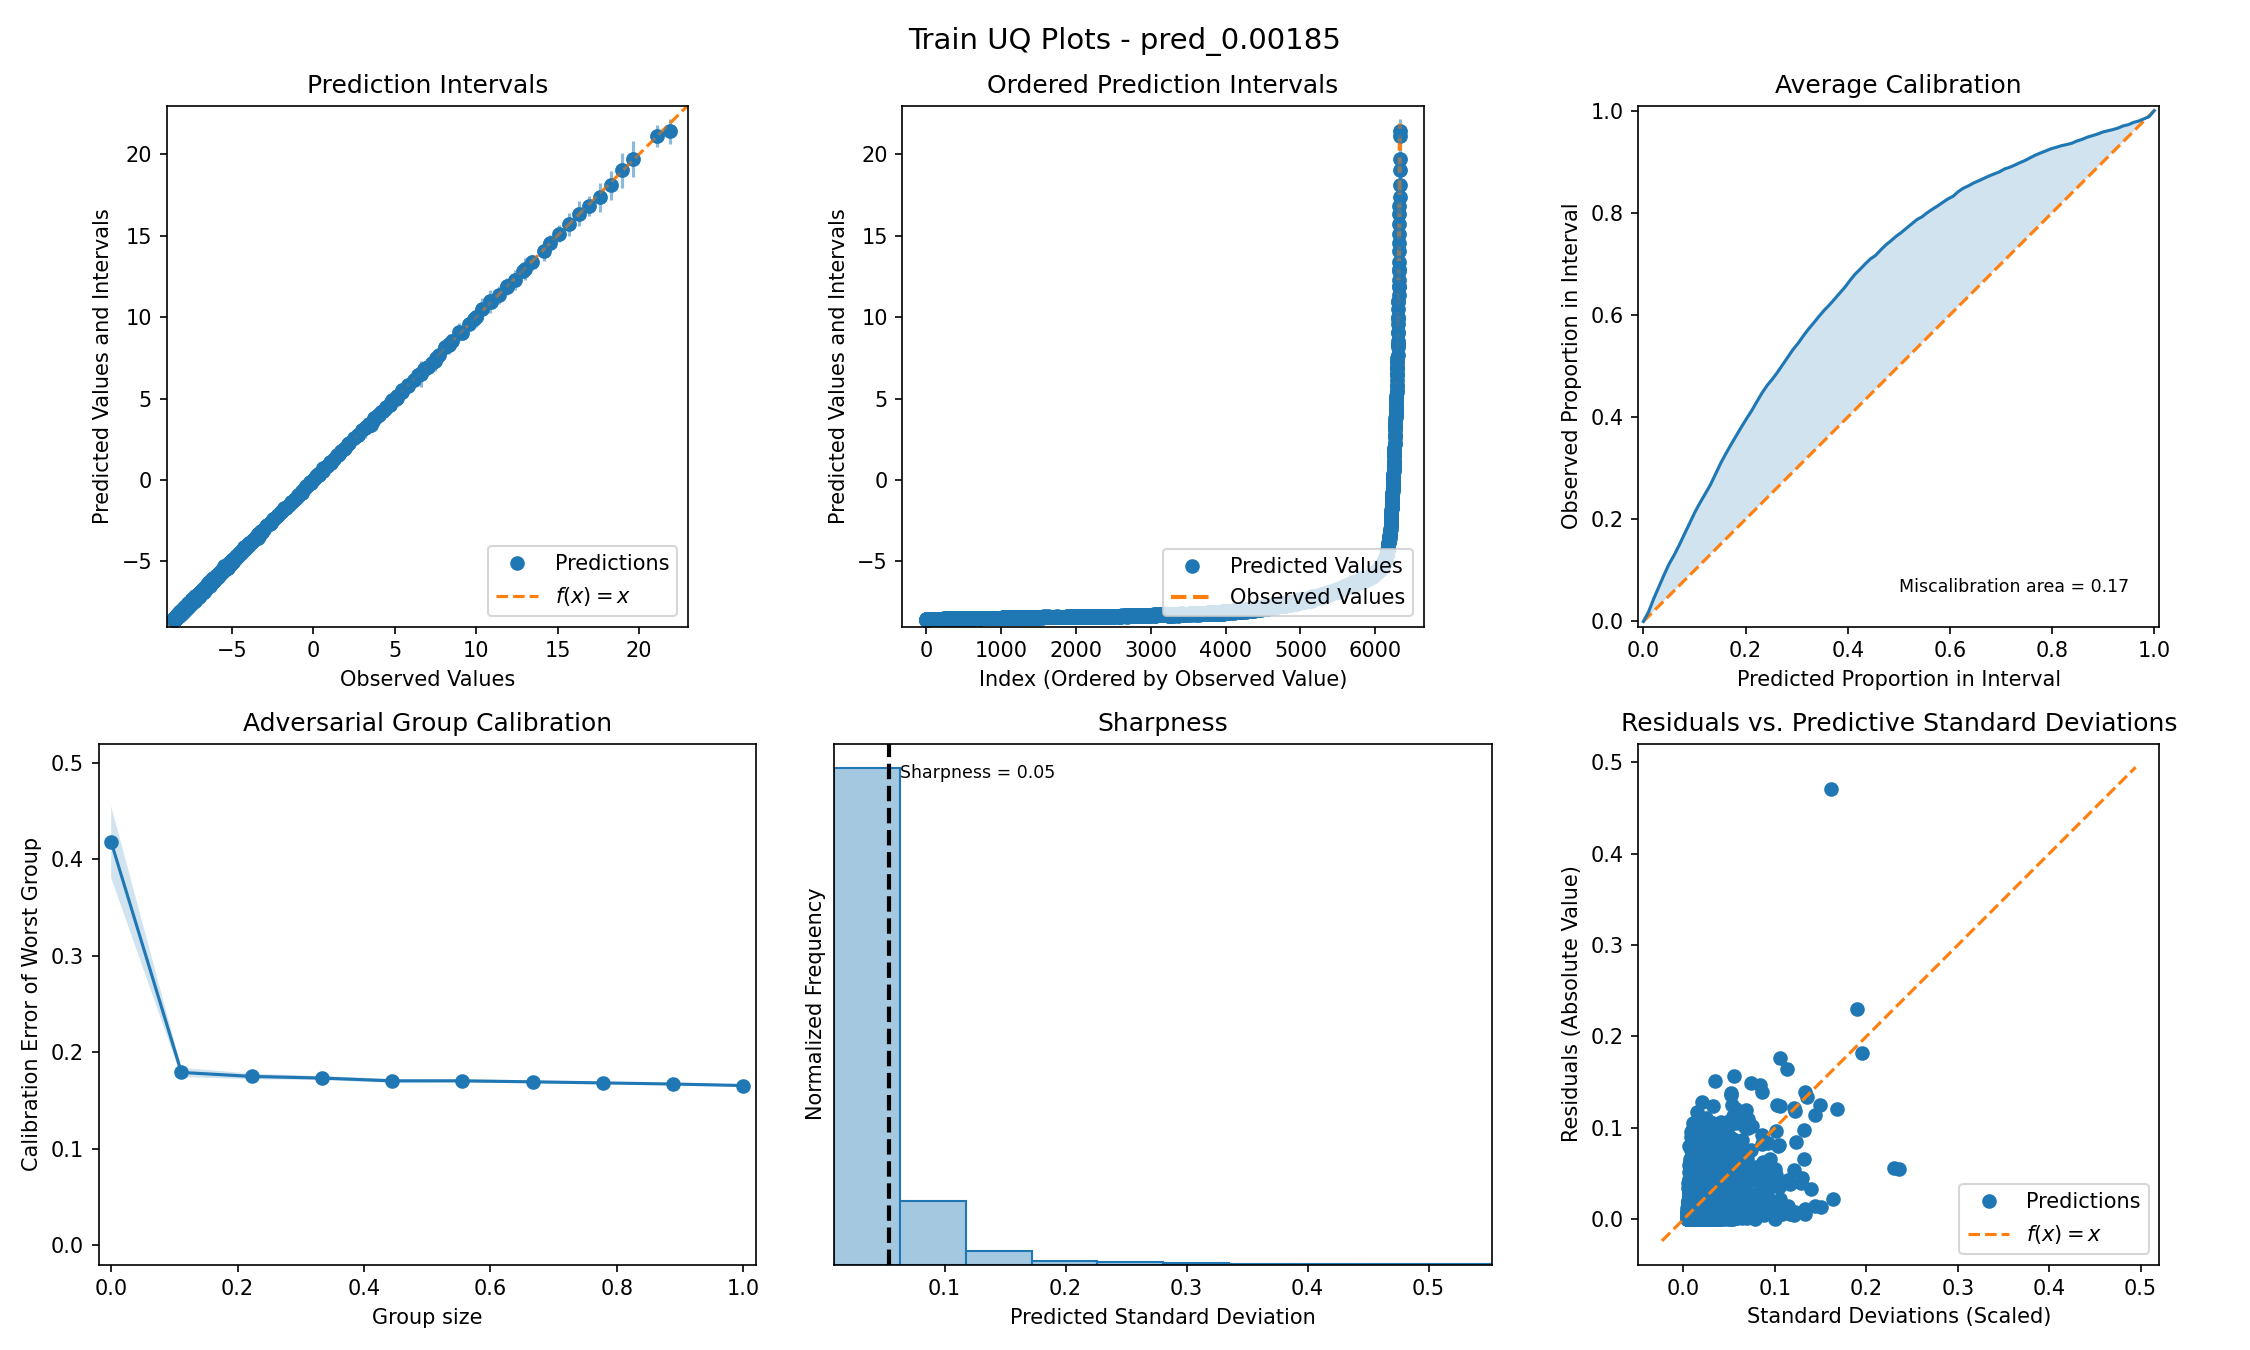 Train UQ Plots - pred_0.00185
Prediction Intervals
Predicted Values and Intervals
20
15
10
5
0
−5
−5 0 5 10 15 20
Observed Values
Predictions
f(x) = x
Ordered Prediction Intervals
Predicted Values and Intervals
20
15
10
5
0
−5
0 1000 2000 3000 4000 5000 6000
Index (Ordered by Observed Value)
Predicted Values
Observed Values
Average Calibration
Observed Proportion in Interval
1.0
0.8
0.6
0.4
0.2
0.0
0.0 0.2 0.4 0.6 0.8 1.0
Predicted Proportion in Interval
Miscalibration area = 0.17
Adversarial Group Calibration
Calibration Error of Worst Group
0.5
0.4
0.3
0.2
0.1
0.0
0.0 0.2 0.4 0.6 0.8 1.0
Group size
Sharpness
Normalized Frequency
Sharpness = 0.05
0.1 0.2 0.3 0.4 0.5
Predicted Standard Deviation
Residuals vs. Predictive Standard Deviations
Residuals (Absolute Value)
0.5
0.4
0.3
0.2
0.1
0.0
0.0 0.1 0.2 0.3 0.4 0.5
Standard Deviations (Scaled)
Predictions
f(x) = x